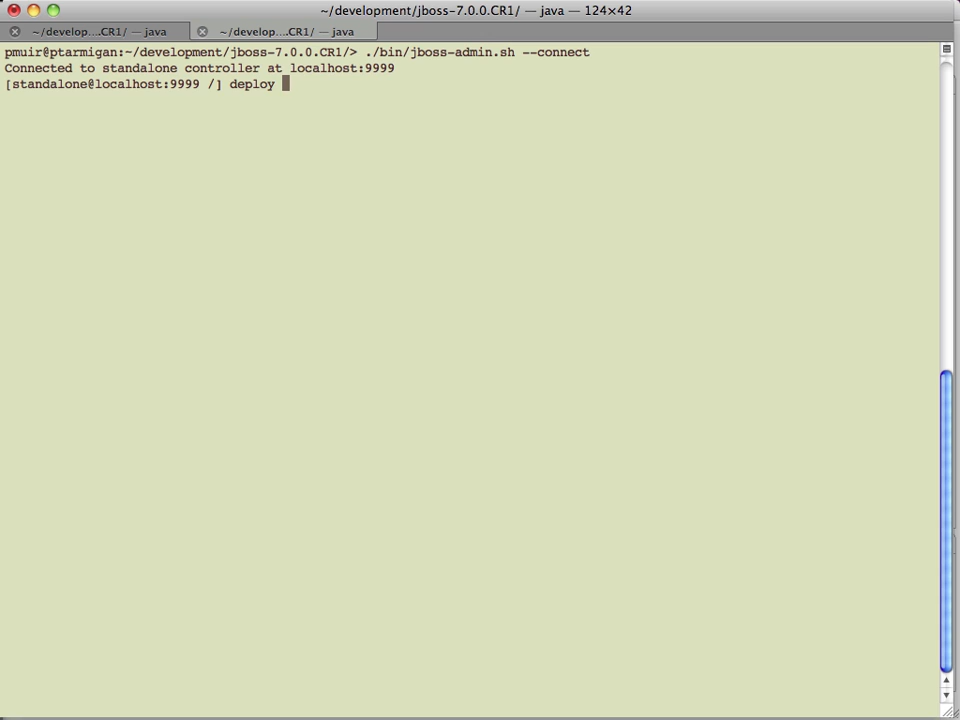 ~/development/jboss-7.0.0.CR1/ — java — 124×42
~/develop....CR1/ — java
~/develop...CR1/ — java
pmuir@ptarmigan:~/development/jboss-7.0.0.CR1/> ./bin/jboss-admin.sh --connect
Connected to standalone controller at localhost:9999
[standalone@localhost:9999 /] deploy